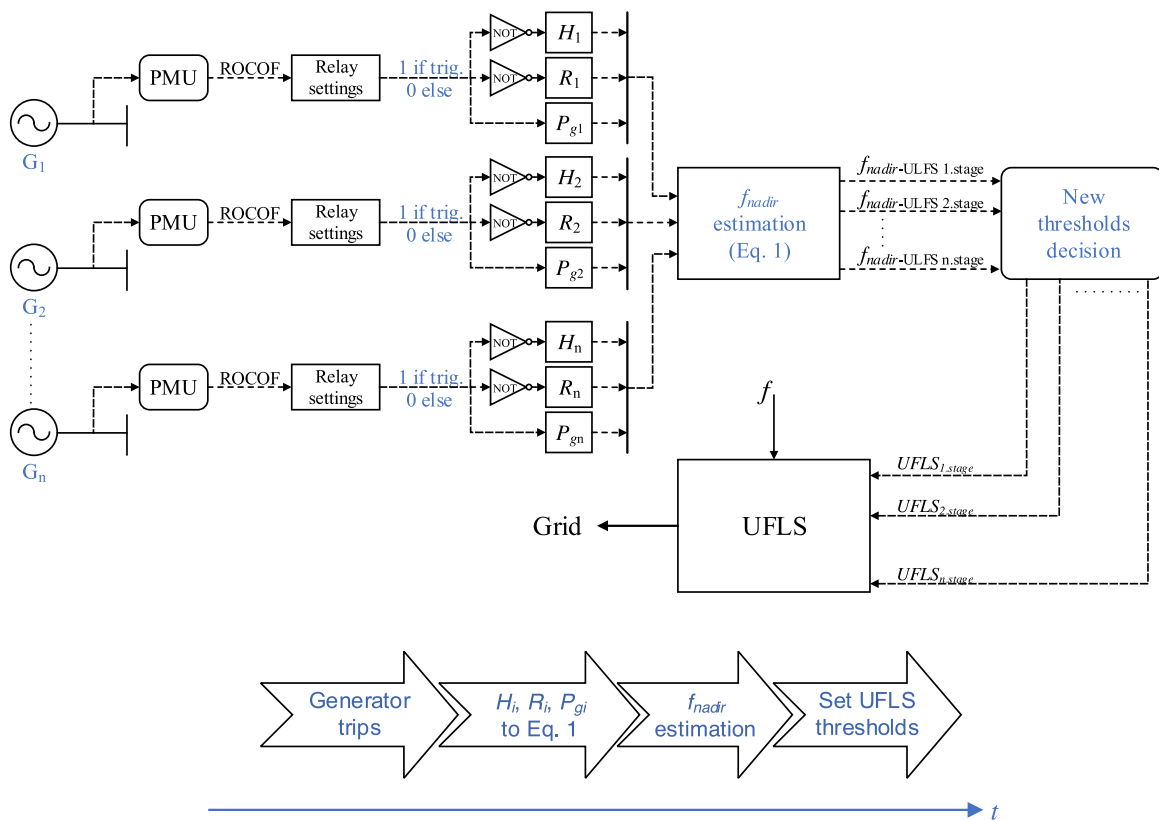 NOT
H1
PMU
ROCOF
Relay
settings
1 if trig.
0 else
NOT
R1
Pg1
G1
NOT
H2
PMU
ROCOF
Relay
settings
1 if trig.
0 else
NOT
R2
Pg2
G2
NOT
Hn
PMU
ROCOF
Relay
settings
1 if trig.
0 else
NOT
Rn
Pgn
Gn
fnadir
estimation
(Eq. 1)
fnadir-ULFS 1.stage
fnadir-ULFS 2.stage
fnadir-ULFS n.stage
New
thresholds
decision
f
UFLS1.stage
UFLS2.stage
UFLSn.stage
UFLS
Grid
Generator
trips
Hi, Ri, Pgi
to Eq. 1
fnadir
estimation
Set UFLS
thresholds
t